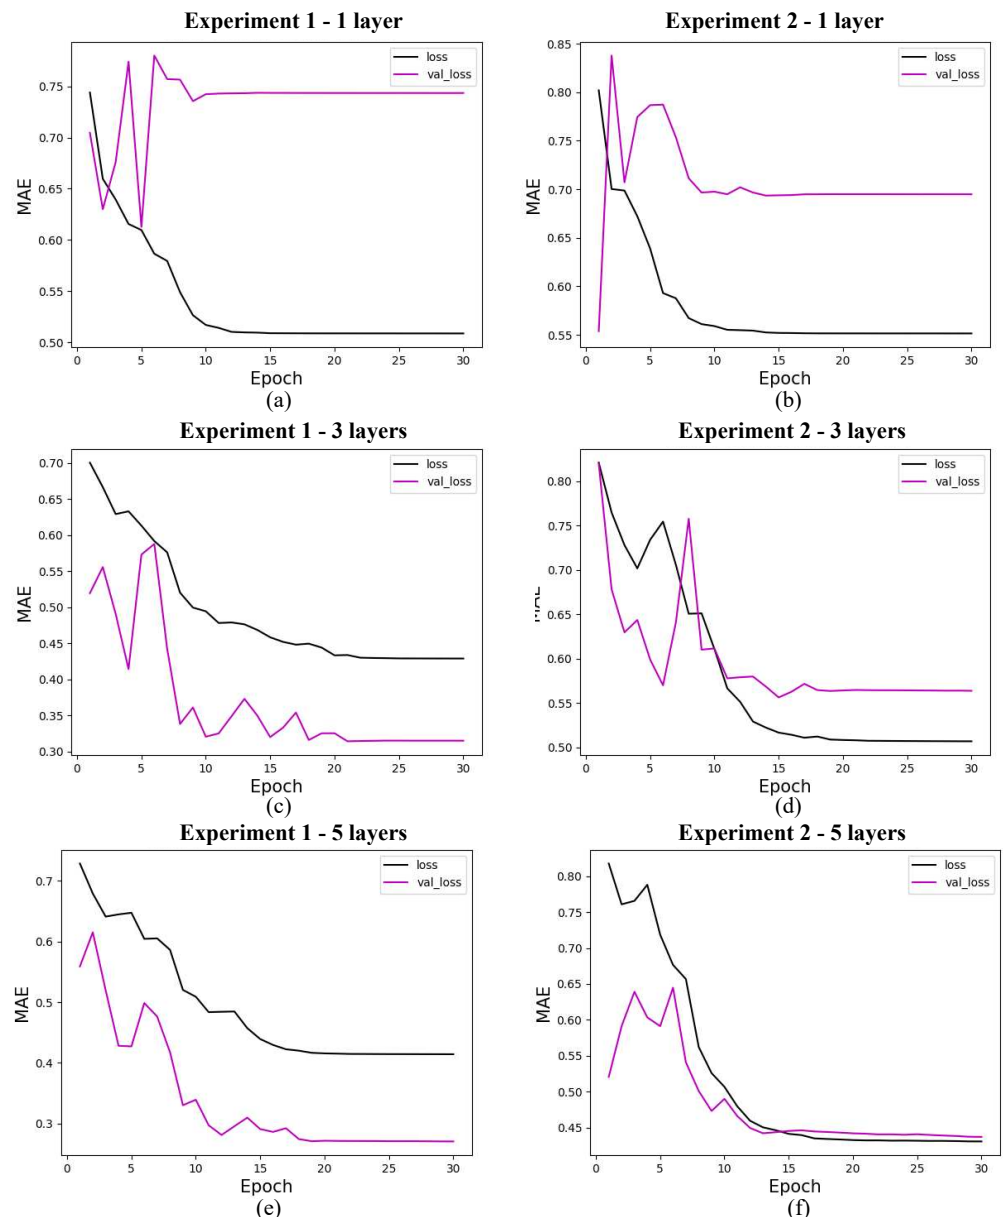 Experiment 1 - 1 layer
Experiment 2 - 1 layer
loss
val_loss
0.75
0.70
0.65
0.60
0.55
0.50
MAE
0 5 10 15 20 25 30
Epoch
(a)
loss
val_loss
0.85
0.80
0.75
0.70
0.65
0.60
0.55
MAE
0 5 10 15 20 25 30
Epoch
(b)
Experiment 1 - 3 layers
Experiment 2 - 3 layers
loss
val_loss
0.70
0.65
0.60
0.55
0.50
0.45
0.40
0.35
0.30
MAE
0 5 10 15 20 25 30
Epoch
(c)
loss
val_loss
0.80
0.75
0.70
0.65
0.60
0.55
0.50
MAE
0 5 10 15 20 25 30
Epoch
(d)
Experiment 1 - 5 layers
Experiment 2 - 5 layers
loss
val_loss
0.7
0.6
0.5
0.4
0.3
MAE
0 5 10 15 20 25 30
Epoch
(e)
loss
val_loss
0.80
0.75
0.70
0.65
0.60
0.55
0.50
0.45
MAE
0 5 10 15 20 25 30
Epoch
(f)